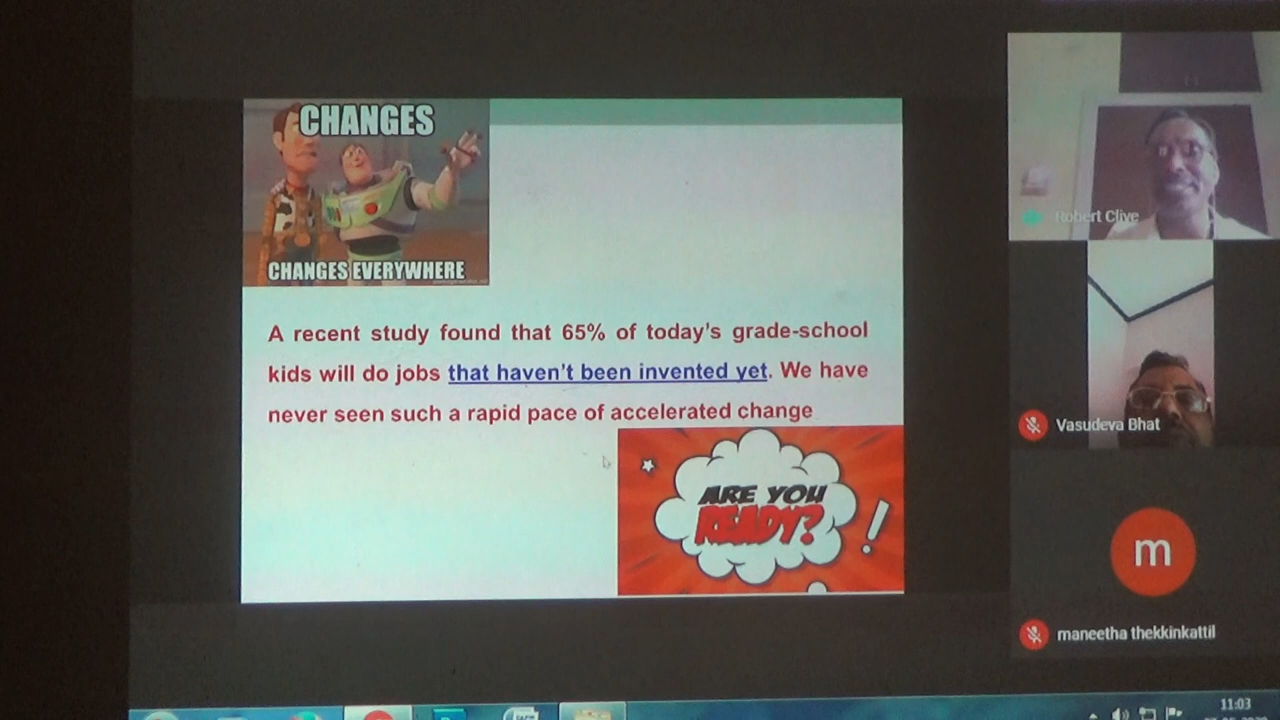 CHANGES
CHANGES EVERYWHERE
A recent study found that 65% of today's grade-school
kids will do jobs that haven't been invented yet. We have
never seen such a rapid pace of accelerated change
ARE YOU
READY?
!
Robert Clive
Vasudeva Bhat
m
maneetha thekkinkattil
11:03